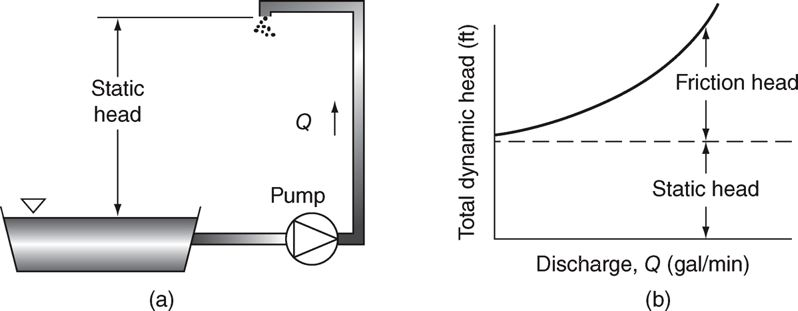 Static
head
Q
Pump
(a)
Total dynamic head (ft)
Friction head
Static head
Discharge, Q (gal/min)
(b)